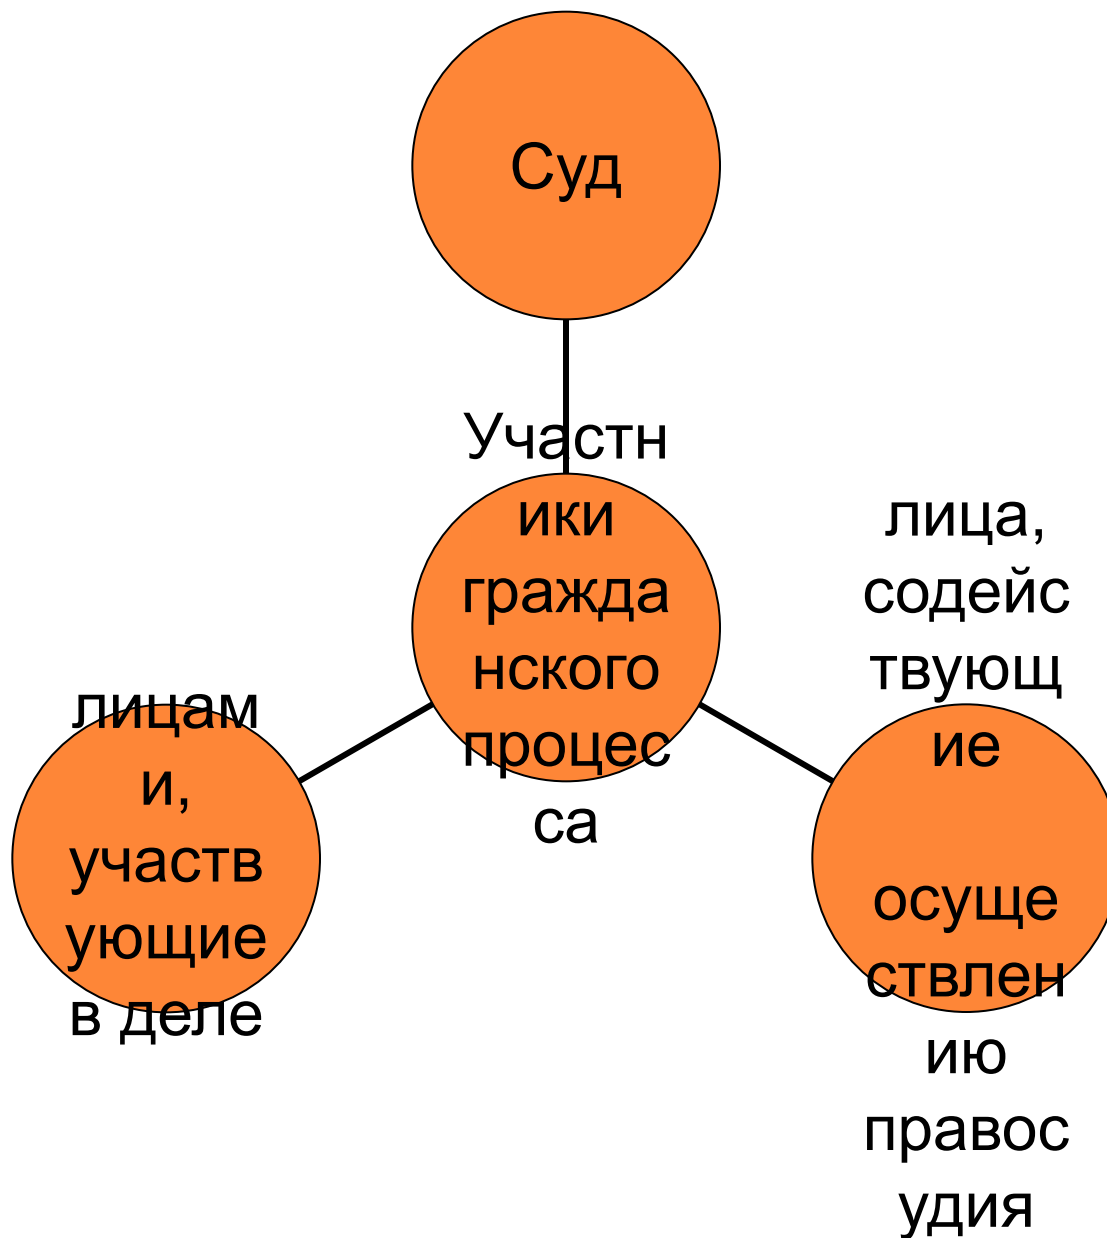 Суд
Участн
ики
гражда
нского
процес
са
лицам
и,
участв
ующие
в деле
лица,
содейс
твующ
ие
осуще
ствлен
ию
правос
удия